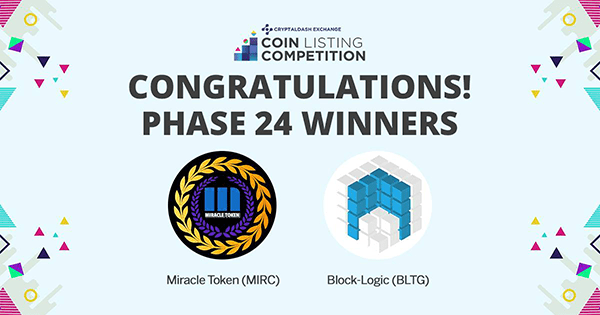 CRYPTALDASH EXCHANGE
COIN LISTING
COMPETITION
CONGRATULATIONS!
PHASE 24 WINNERS
MIRACLE TOKEN
Miracle Token (MIRC)
Block-Logic (BLTG)